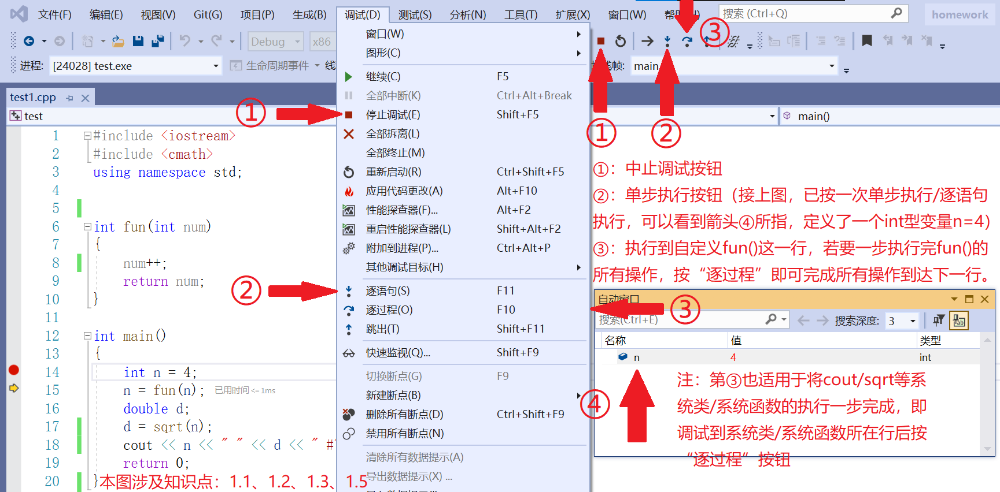 文件(F) 编辑(E) 视图(V) Git(G) 项目(P) 生成(B) 调试(D) 测试(S) 分析(N) 工具(T) 扩展(X) 窗口(W) 搜索 (Ctrl+Q) homework
Debug x86
③
进程: [24028] test.exe 生命周期事件
帧: main
test1.cpp
test
main()
窗口(W)
图形(C)
继续(C) F5
全部中断(K) Ctrl+Alt+Break
停止调试(E) Shift+F5
全部拆离(L)
全部终止(M)
重新启动(R) Ctrl+Shift+F5
应用代码更改(A) Alt+F10
性能探查器(F)... Alt+F2
重启性能探查器(L) Shift+Alt+F2
附加到进程(P)... Ctrl+Alt+P
其他调试目标(H)
逐语句(S) F11
逐过程(O) F10
跳出(T) Shift+F11
快速监视(Q)... Shift+F9
切换断点(G) F9
新建断点(B)
删除所有断点(D) Ctrl+Shift+F9
禁用所有断点(N)
清除所有数据提示(A)
导出数据提示(X) ...
①
②
①
②
③
④
1 #include <iostream>
2 #include <cmath>
3 using namespace std;
4
5
6 int fun(int num)
7 {
8 num++;
9 return num;
10 }
11
12 int main()
13 {
14 int n = 4;
15 n = fun(n); 已用时间 <= 1ms
16 double d;
17 d = sqrt(n);
18 cout << n << " " << d << " #
19 return 0;
20 }
本图涉及知识点：1.1、1.2、1.3、1.5
①：中止调试按钮
②：单步执行按钮（接上图，已按一次单步执行/逐语句
执行，可以看到箭头④所指，定义了一个int型变量n=4）
③：执行到自定义fun()这一行，若要一步执行完fun()的
所有操作，按“逐过程”即可完成所有操作到达下一行。
自动窗口
搜索(Ctrl+E) 搜索深度: 3
名称 值 类型
n 4 int
注：第③也适用于将cout/sqrt等系
统类/系统函数的执行一步完成，即
调试到系统类/系统函数所在行后按
“逐过程”按钮